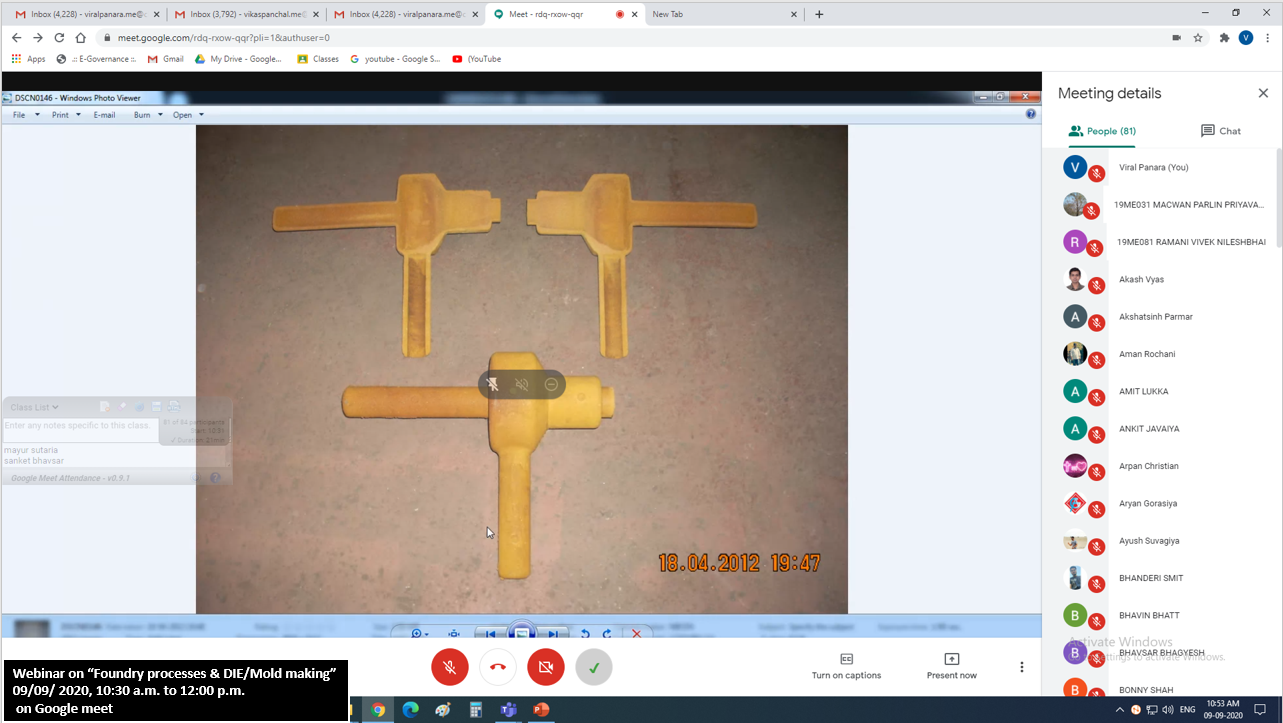 Inbox (4,228) - viralpanara.me@c
Inbox (3,792) - vikaspanchal.me@
Inbox (4,228) - viralpanara.me@c
Meet - rdq-rxow-qqr
New Tab
meet.google.com/rdq-rxow-qqr?pli=1&authuser=0
V
Apps
.:: E-Governance ::.
Gmail
My Drive - Google...
Classes
youtube - Google S...
(YouTube
DSCN0146 - Windows Photo Viewer
File
Print
E-mail
Burn
Open
18.04.2012 19:47
Class List
Enter any notes specific to this class.
mayur sutaria
sanket bhavsar
Google Meet Attendance - v0.9.1
Meeting details
People (81)
Chat
V
Viral Panara (You)
19ME031 MACWAN PARLIN PRIYAVA...
R
19ME081 RAMANI VIVEK NILESHBHAI
Akash Vyas
A
Akshatsinh Parmar
Aman Rochani
A
AMIT LUKKA
A
ANKIT JAVAIYA
Arpan Christian
Aryan Gorasiya
Ayush Suvagiya
BHANDERI SMIT
B
BHAVIN BHATT
B
BHAVSAR BHAGYESH
B
BONNY SHAH
Activate Windows
Turn on captions
Present now
Webinar on “Foundry processes & DIE/Mold making”
09/09/ 2020, 10:30 a.m. to 12:00 p.m.
on Google meet
ENG
10:53 AM
09-09-2020